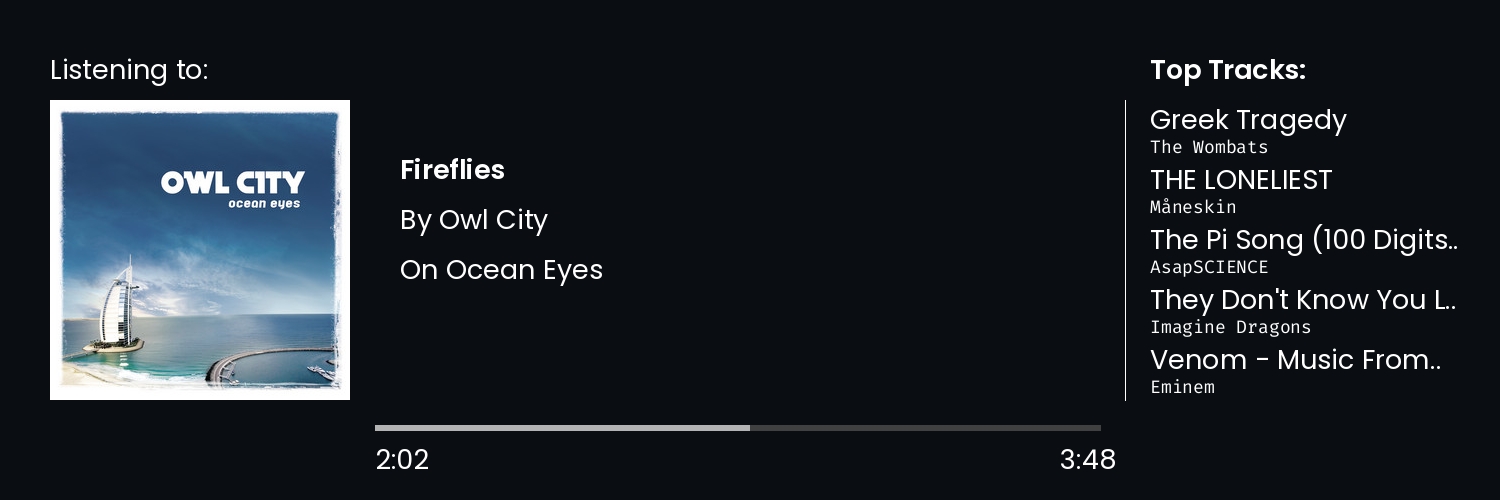 Listening to:
OWL CITY
ocean eyes
Fireflies
By Owl City
On Ocean Eyes
2:02
3:48
Top Tracks:
Greek Tragedy
The Wombats
THE LONELIEST
Måneskin
The Pi Song (100 Digits..
AsapSCIENCE
They Don't Know You L..
Imagine Dragons
Venom - Music From..
Eminem